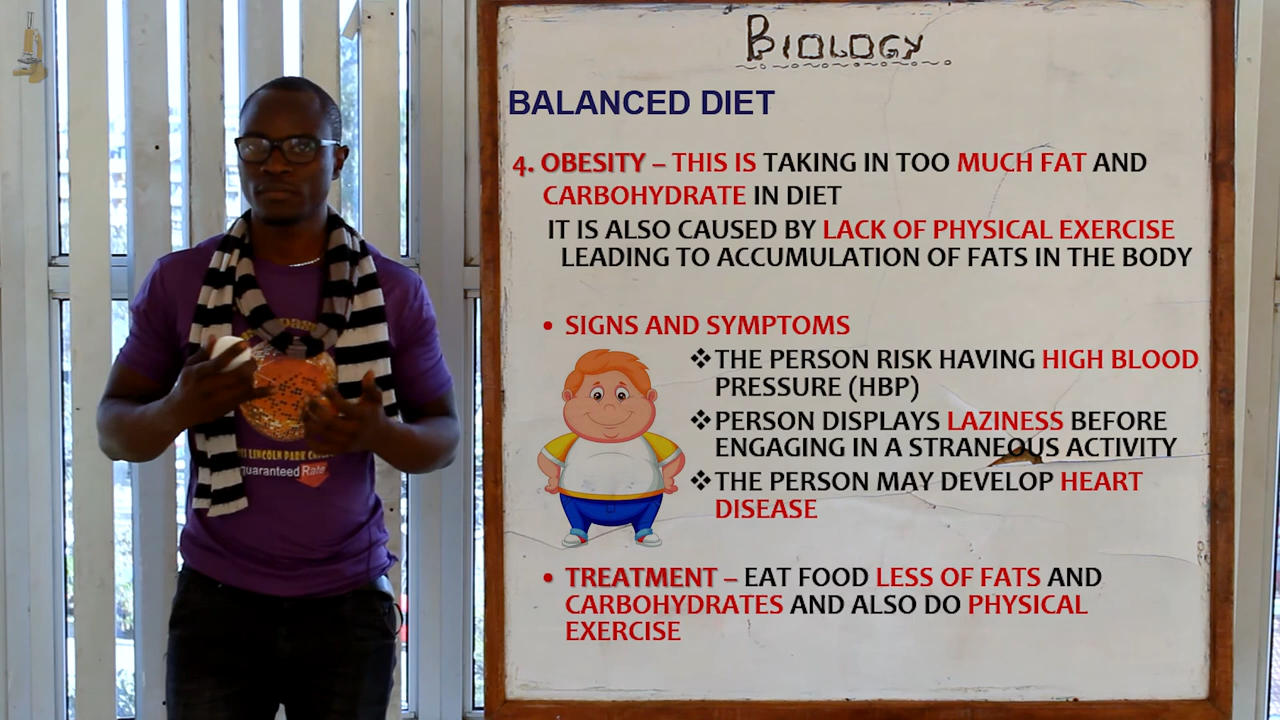 BIOLOGY
BALANCED DIET
4. OBESITY – THIS IS TAKING IN TOO MUCH FAT AND
CARBOHYDRATE IN DIET
IT IS ALSO CAUSED BY LACK OF PHYSICAL EXERCISE
LEADING TO ACCUMULATION OF FATS IN THE BODY
• SIGNS AND SYMPTOMS
❖THE PERSON RISK HAVING HIGH BLOOD
PRESSURE (HBP)
❖PERSON DISPLAYS LAZINESS BEFORE
ENGAGING IN A STRANEOUS ACTIVITY
❖THE PERSON MAY DEVELOP HEART
DISEASE
• TREATMENT – EAT FOOD LESS OF FATS AND
CARBOHYDRATES AND ALSO DO PHYSICAL
EXERCISE
LINCOLN PARK
guaranteed Rate